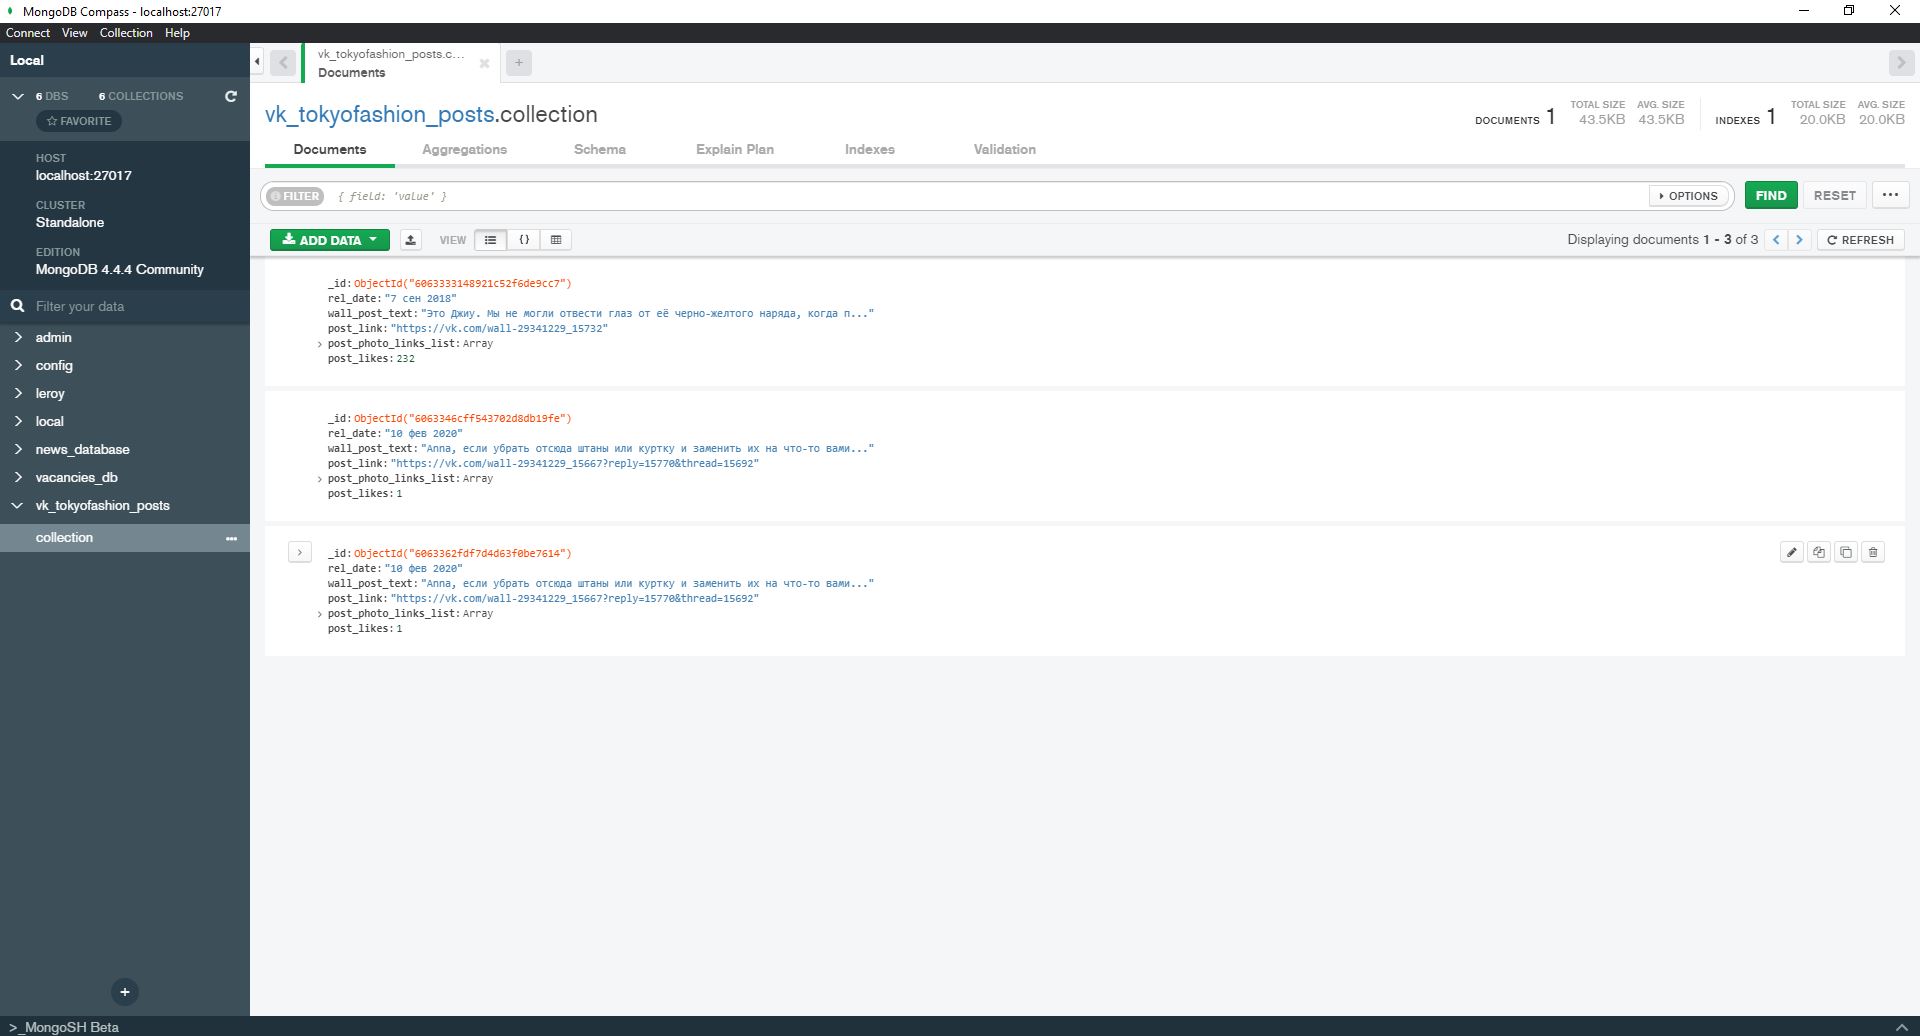 MongoDB Compass - localhost:27017
Connect View Collection Help
Local
6 DBS 6 COLLECTIONS
FAVORITE
HOST
localhost:27017
CLUSTER
Standalone
EDITION
MongoDB 4.4.4 Community
Filter your data
admin
config
leroy
local
news_database
vacancies_db
vk_tokyofashion_posts
collection
>_MongoSH Beta
vk_tokyofashion_posts.c...
Documents
vk_tokyofashion_posts.collection
DOCUMENTS 1 TOTAL SIZE 43.5KB AVG. SIZE 43.5KB INDEXES 1 TOTAL SIZE 20.0KB AVG. SIZE 20.0KB
Documents Aggregations Schema Explain Plan Indexes Validation
FILTER { field: 'value' } OPTIONS FIND RESET ...
ADD DATA VIEW {} Displaying documents 1 - 3 of 3 REFRESH
_id: ObjectId("6063333148921c52f6de9cc7")
rel_date: "7 сен 2018"
wall_post_text: "Это Джиу. Мы не могли отвести глаз от её черно-желтого наряда, когда п..."
post_link: "https://vk.com/wall-29341229_15732"
post_photo_links_list: Array
post_likes: 232
_id: ObjectId("6063346cff543702d8db19fe")
rel_date: "10 фев 2020"
wall_post_text: "Anna, если убрать отсюда штаны или куртку и заменить их на что-то вами..."
post_link: "https://vk.com/wall-29341229_15667?reply=15770&thread=15692"
post_photo_links_list: Array
post_likes: 1
_id: ObjectId("6063362fdf7d4d63f0be7614")
rel_date: "10 фев 2020"
wall_post_text: "Anna, если убрать отсюда штаны или куртку и заменить их на что-то вами..."
post_link: "https://vk.com/wall-29341229_15667?reply=15770&thread=15692"
post_photo_links_list: Array
post_likes: 1